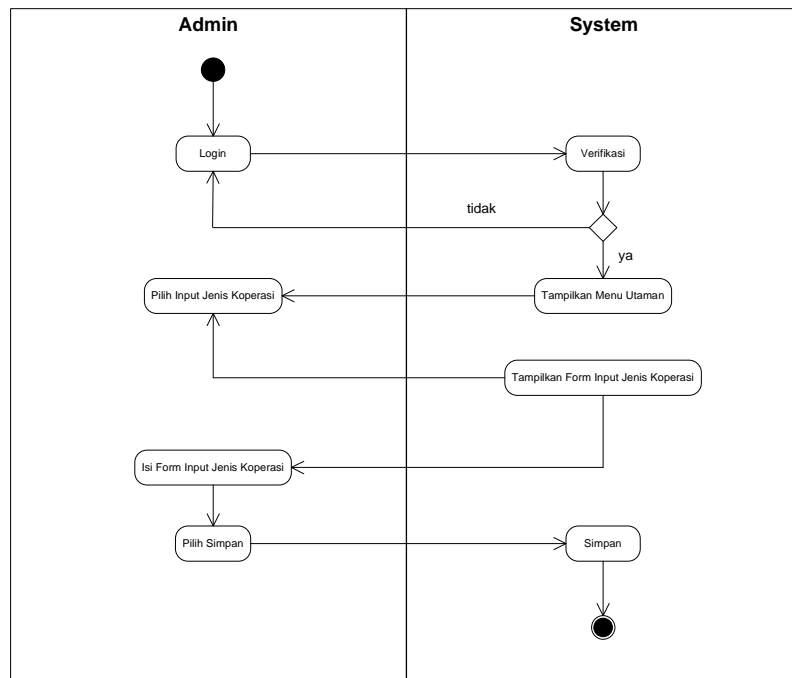 Admin
System
Login
Verifikasi
tidak
ya
Pilih Input Jenis Koperasi
Tampilkan Menu Utaman
Tampilkan Form Input Jenis Koperasi
Isi Form Input Jenis Koperasi
Pilih Simpan
Simpan